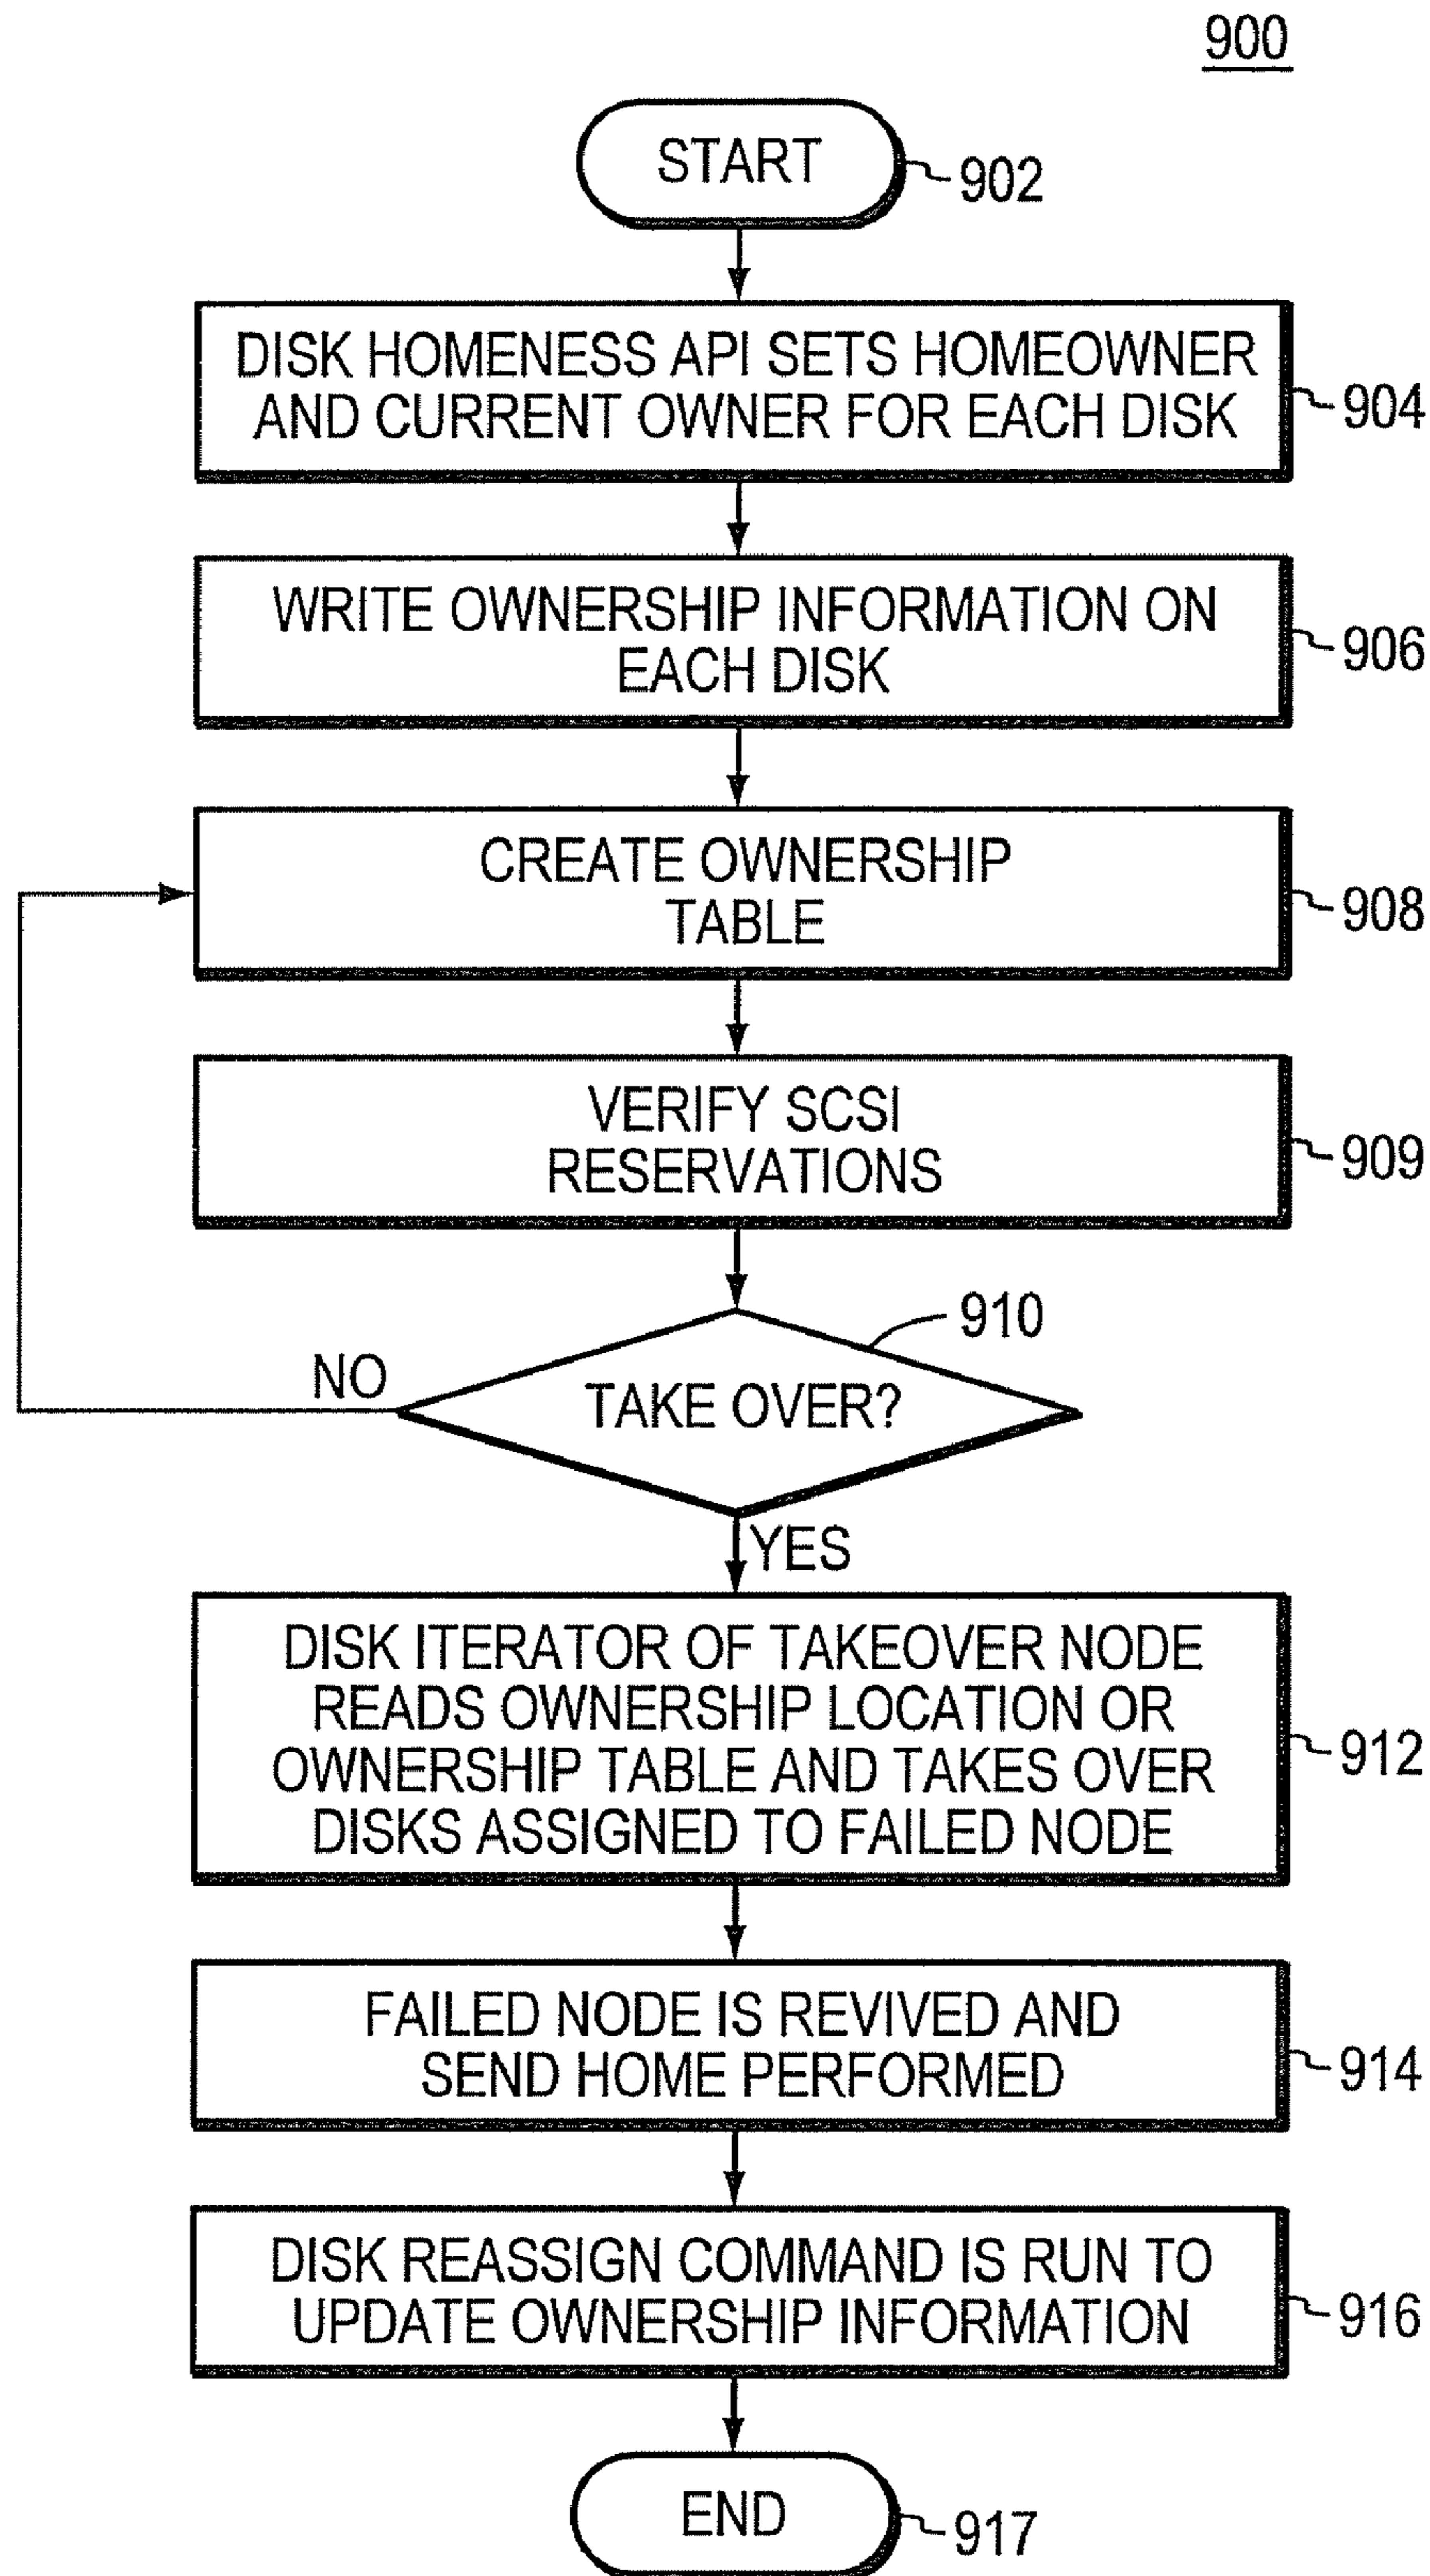 900
START
902
DISK HOMENESS API SETS HOMEOWNER
AND CURRENT OWNER FOR EACH DISK
904
WRITE OWNERSHIP INFORMATION ON
EACH DISK
906
CREATE OWNERSHIP
TABLE
908
VERIFY SCSI
RESERVATIONS
909
910
TAKE OVER?
NO
YES
DISK ITERATOR OF TAKEOVER NODE
READS OWNERSHIP LOCATION OR
OWNERSHIP TABLE AND TAKES OVER
DISKS ASSIGNED TO FAILED NODE
912
FAILED NODE IS REVIVED AND
SEND HOME PERFORMED
914
DISK REASSIGN COMMAND IS RUN TO
UPDATE OWNERSHIP INFORMATION
916
END
917